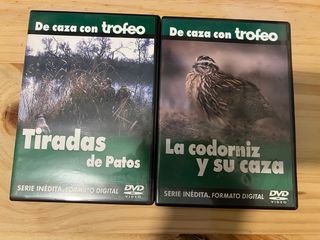 De caza con trofeo
Tiradas
de Patos
SERIE INÉDITA. FORMATO DIGITAL
DVD
VIDEO
De caza con trofeo
La codorniz
y su caza
SERIE INÉDITA. FORMATO DIGITAL
DVD
VIDEO